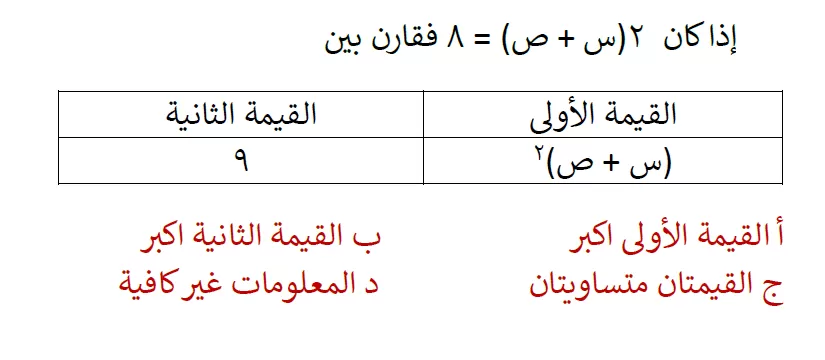 إذا كان ٢(س + ص) = ٨ فقارن بين
القيمة الأولى القيمة الثانية
(س + ص)٢ ٩
أ القيمة الأولى اكبر ب القيمة الثانية اكبر
ج القيمتان متساويتان د المعلومات غير كافية